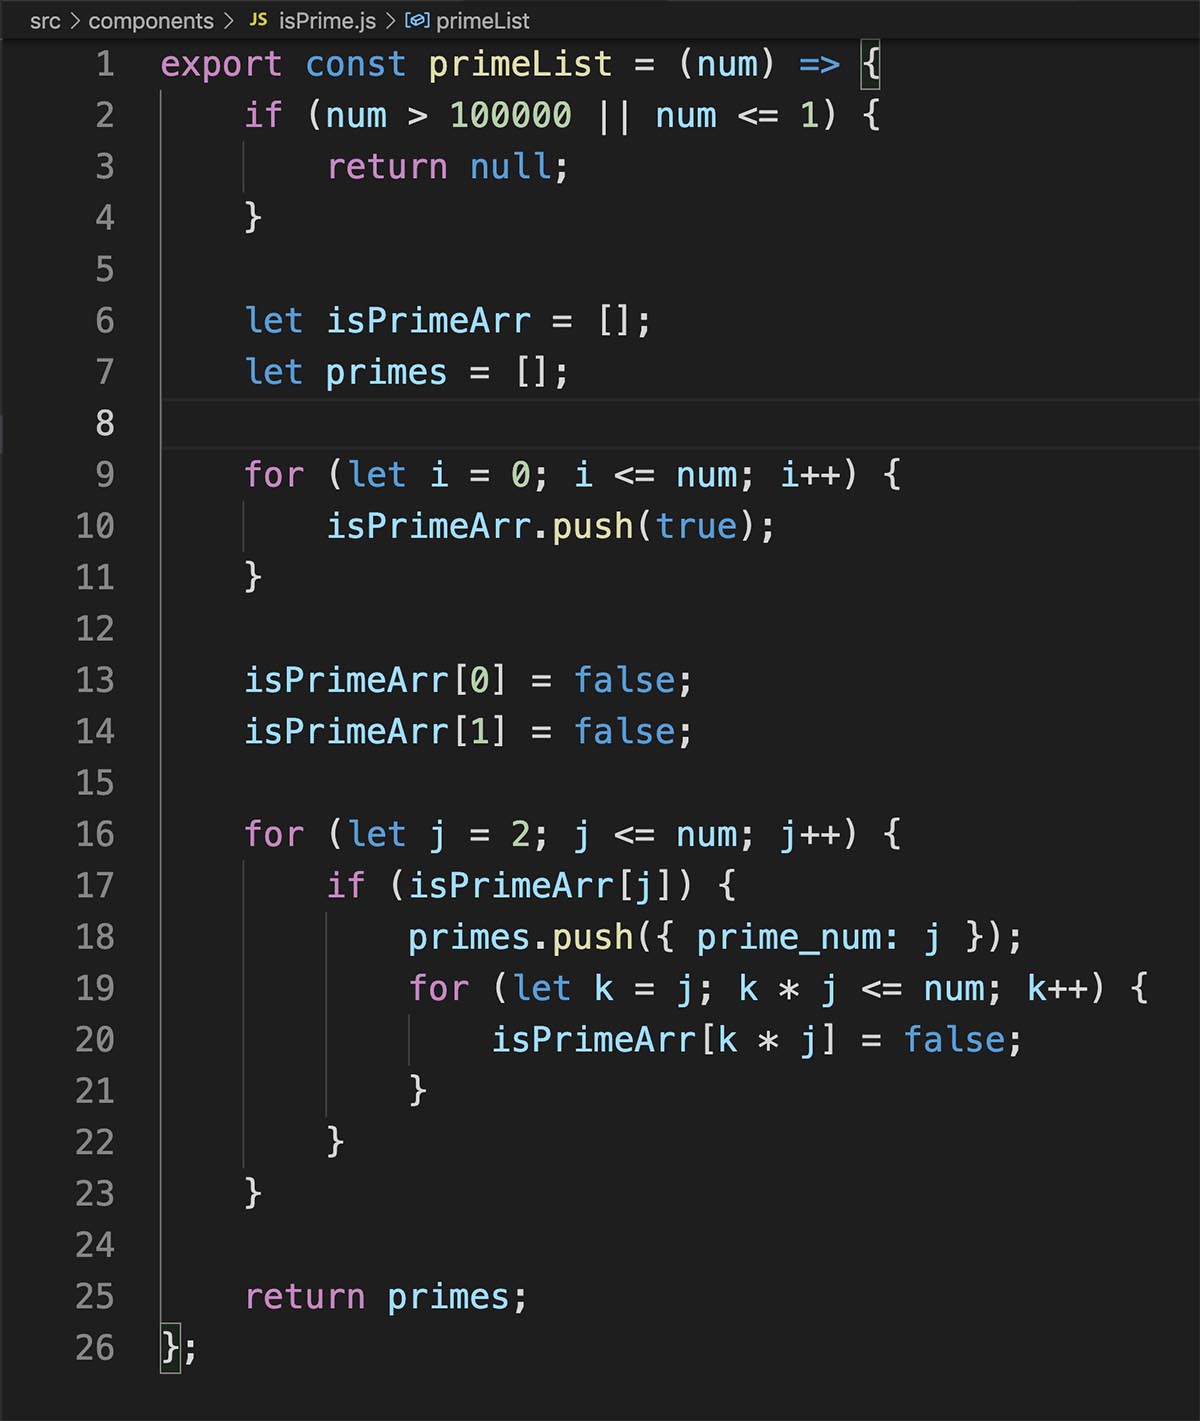 src > components > JS isPrime.js > primeList
1 export const primeList = (num) => {
2     if (num > 100000 || num <= 1) {
3         return null;
4     }
5
6     let isPrimeArr = [];
7     let primes = [];
8
9     for (let i = 0; i <= num; i++) {
10         isPrimeArr.push(true);
11     }
12
13     isPrimeArr[0] = false;
14     isPrimeArr[1] = false;
15
16     for (let j = 2; j <= num; j++) {
17         if (isPrimeArr[j]) {
18             primes.push({ prime_num: j });
19             for (let k = j; k * j <= num; k++) {
20                 isPrimeArr[k * j] = false;
21             }
22         }
23     }
24
25     return primes;
26 };